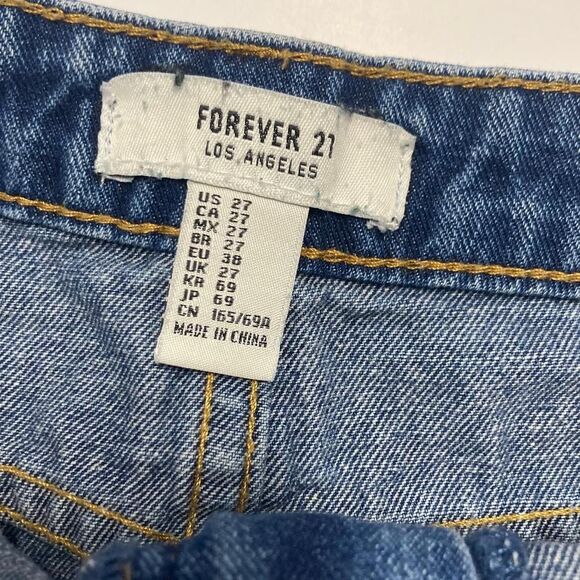 FOREVER 21
LOS ANGELES
US 27
CA 27
MX 27
BR 27
EU 38
UK 27
KR 69
JP 69
CN 165/69A
MADE IN CHINA